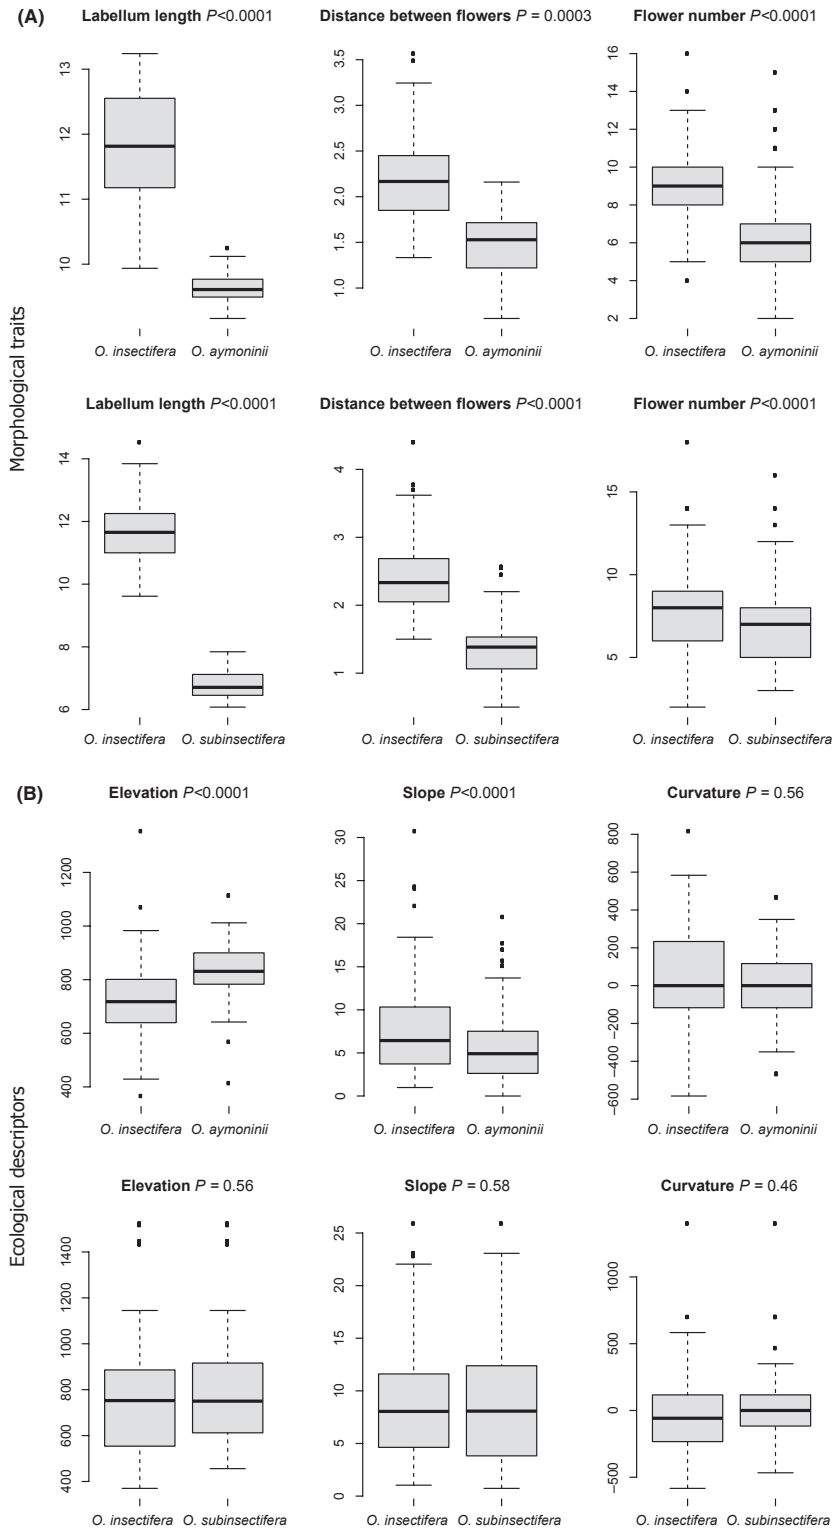 (A)
Labellum length P<0.0001
Distance between flowers P = 0.0003
Flower number P<0.0001
Morphological traits
13
12
11
10
O. insectifera
O. aymoninii
3.5
3.0
2.5
2.0
1.5
1.0
O. insectifera
O. aymoninii
16
14
12
10
8
6
4
2
O. insectifera
O. aymoninii
Labellum length P<0.0001
Distance between flowers P<0.0001
Flower number P<0.0001
14
12
10
8
6
O. insectifera
O. subinsectifera
4
3
2
1
O. insectifera
O. subinsectifera
15
10
5
O. insectifera
O. subinsectifera
(B)
Elevation P<0.0001
Slope P<0.0001
Curvature P = 0.56
Ecological descriptors
1200
1000
800
600
400
O. insectifera
O. aymoninii
30
25
20
15
10
5
0
O. insectifera
O. aymoninii
800
600
400
200
0
−200
−400
−600
O. insectifera
O. aymoninii
Elevation P = 0.56
Slope P = 0.58
Curvature P = 0.46
1400
1200
1000
800
600
400
O. insectifera
O. subinsectifera
25
20
15
10
5
0
O. insectifera
O. subinsectifera
1000
500
0
−500
O. insectifera
O. subinsectifera